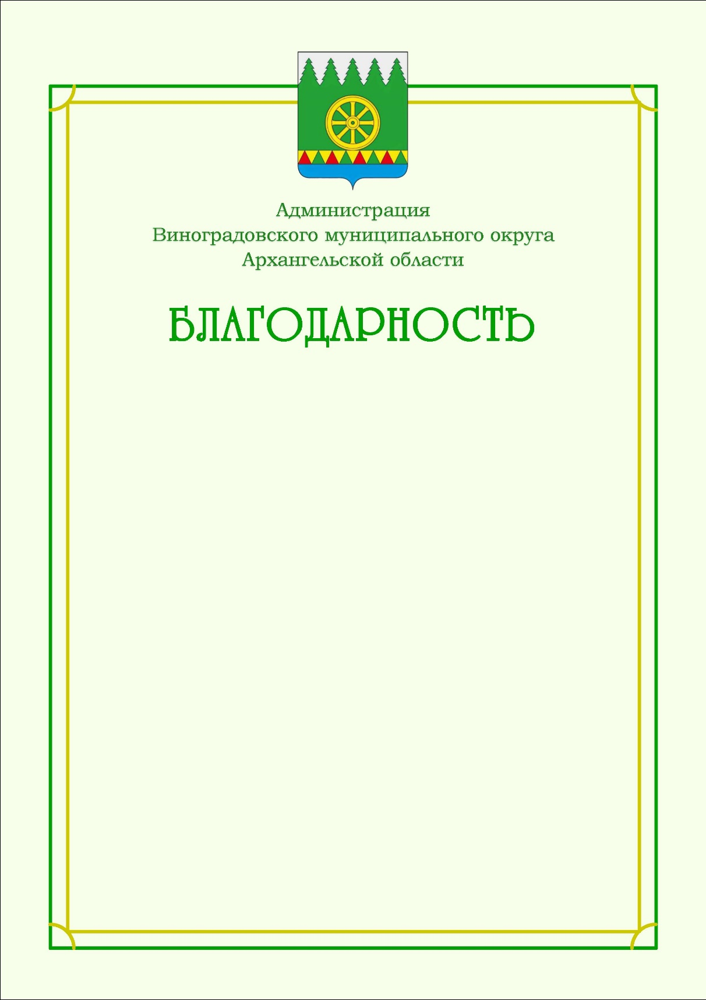 Администрация
Виноградовского муниципального округа
Архангельской области
БЛАГОДАРНОСТЬ